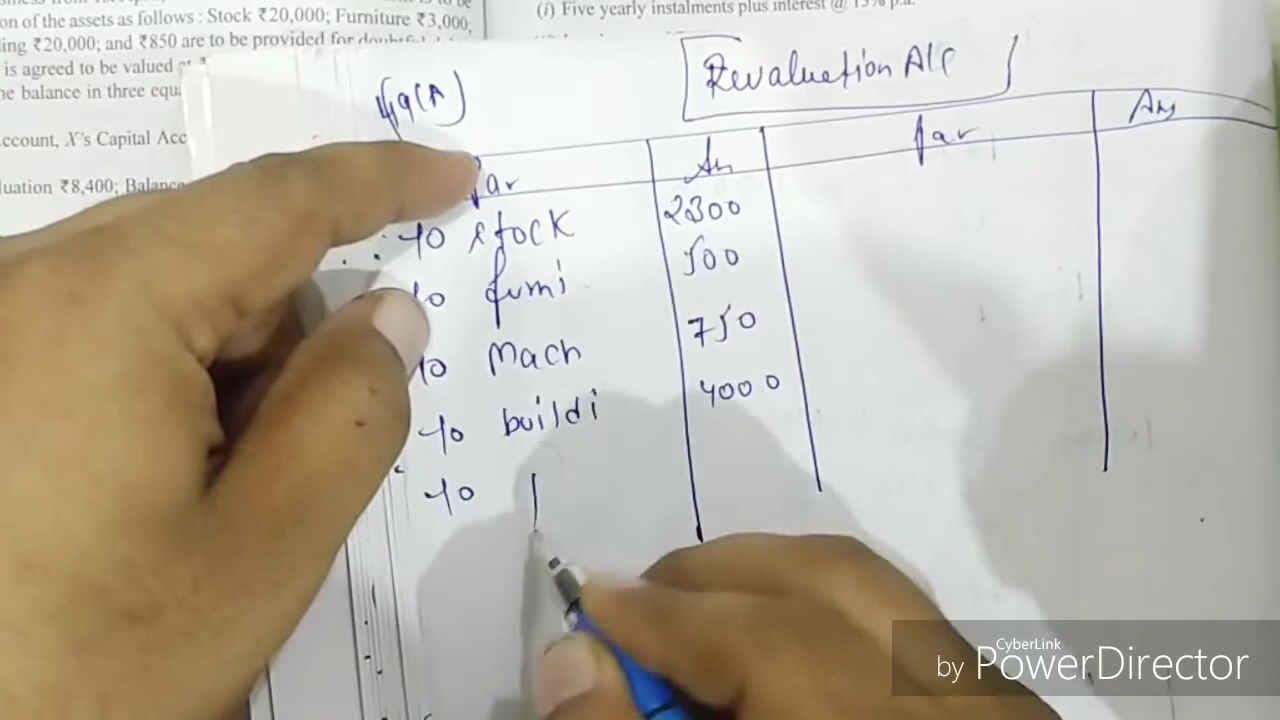 on of the assets as follows : Stock ₹20,000; Furniture ₹3,000;
ing ₹20,000; and ₹850 are to be provided for
is agreed to be valued
e balance in three equ
ccount, X's Capital Acc
luation ₹8,400; Balance
(i) Five yearly instalments plus interest @ 15% p.a.
Revaluation A/C
Par
Am
Par
Am
To Stock 2300
To furni 500
To Mach 750
To buildi 4000
To
CyberLink
by PowerDirector